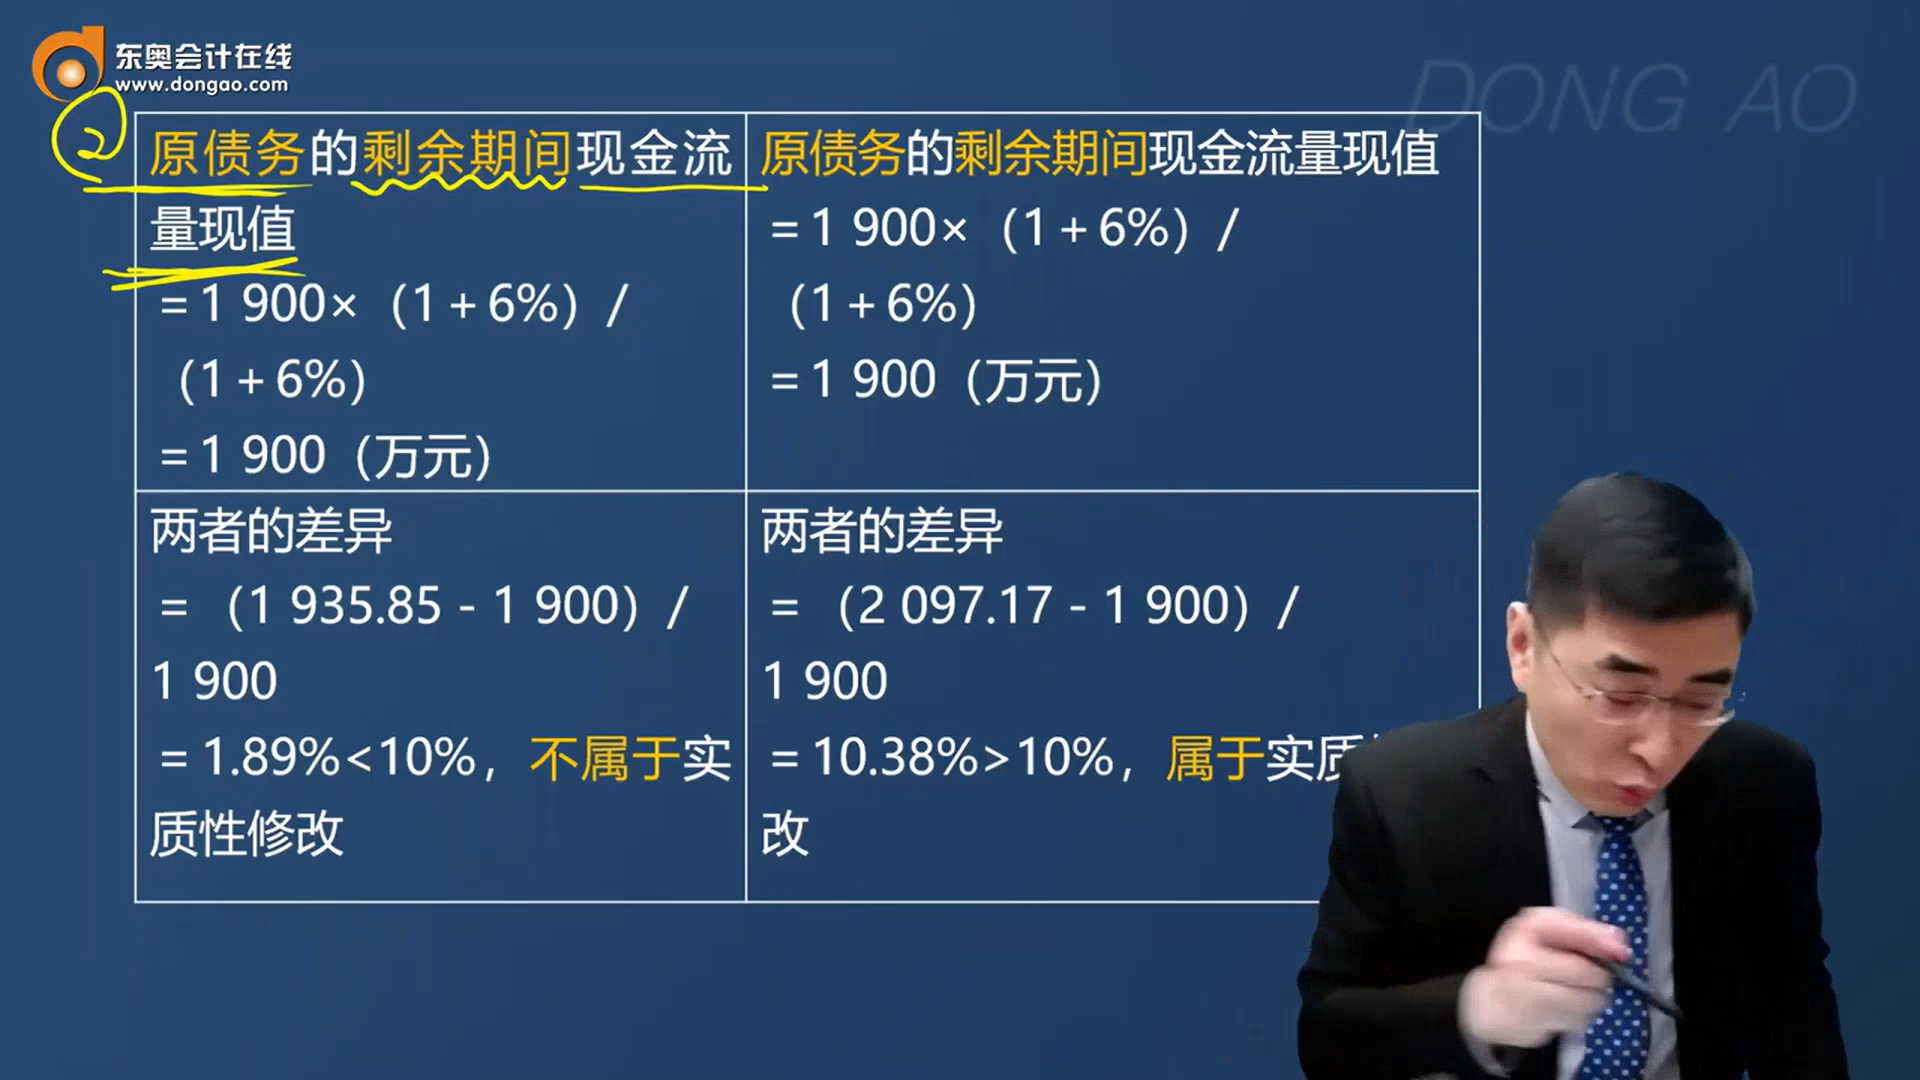 东奥会计在线
www.dongao.com
DONG AO
2
原债务的剩余期间现金流
量现值
=1 900×（1+6%）/
（1+6%）
=1 900（万元）
原债务的剩余期间现金流量现值
=1 900×（1+6%）/
（1+6%）
=1 900（万元）
两者的差异
=（1 935.85-1 900）/
1 900
=1.89%<10%，不属于实
质性修改
两者的差异
=（2 097.17-1 900）/
1 900
=10.38%>10%，属于实质
改